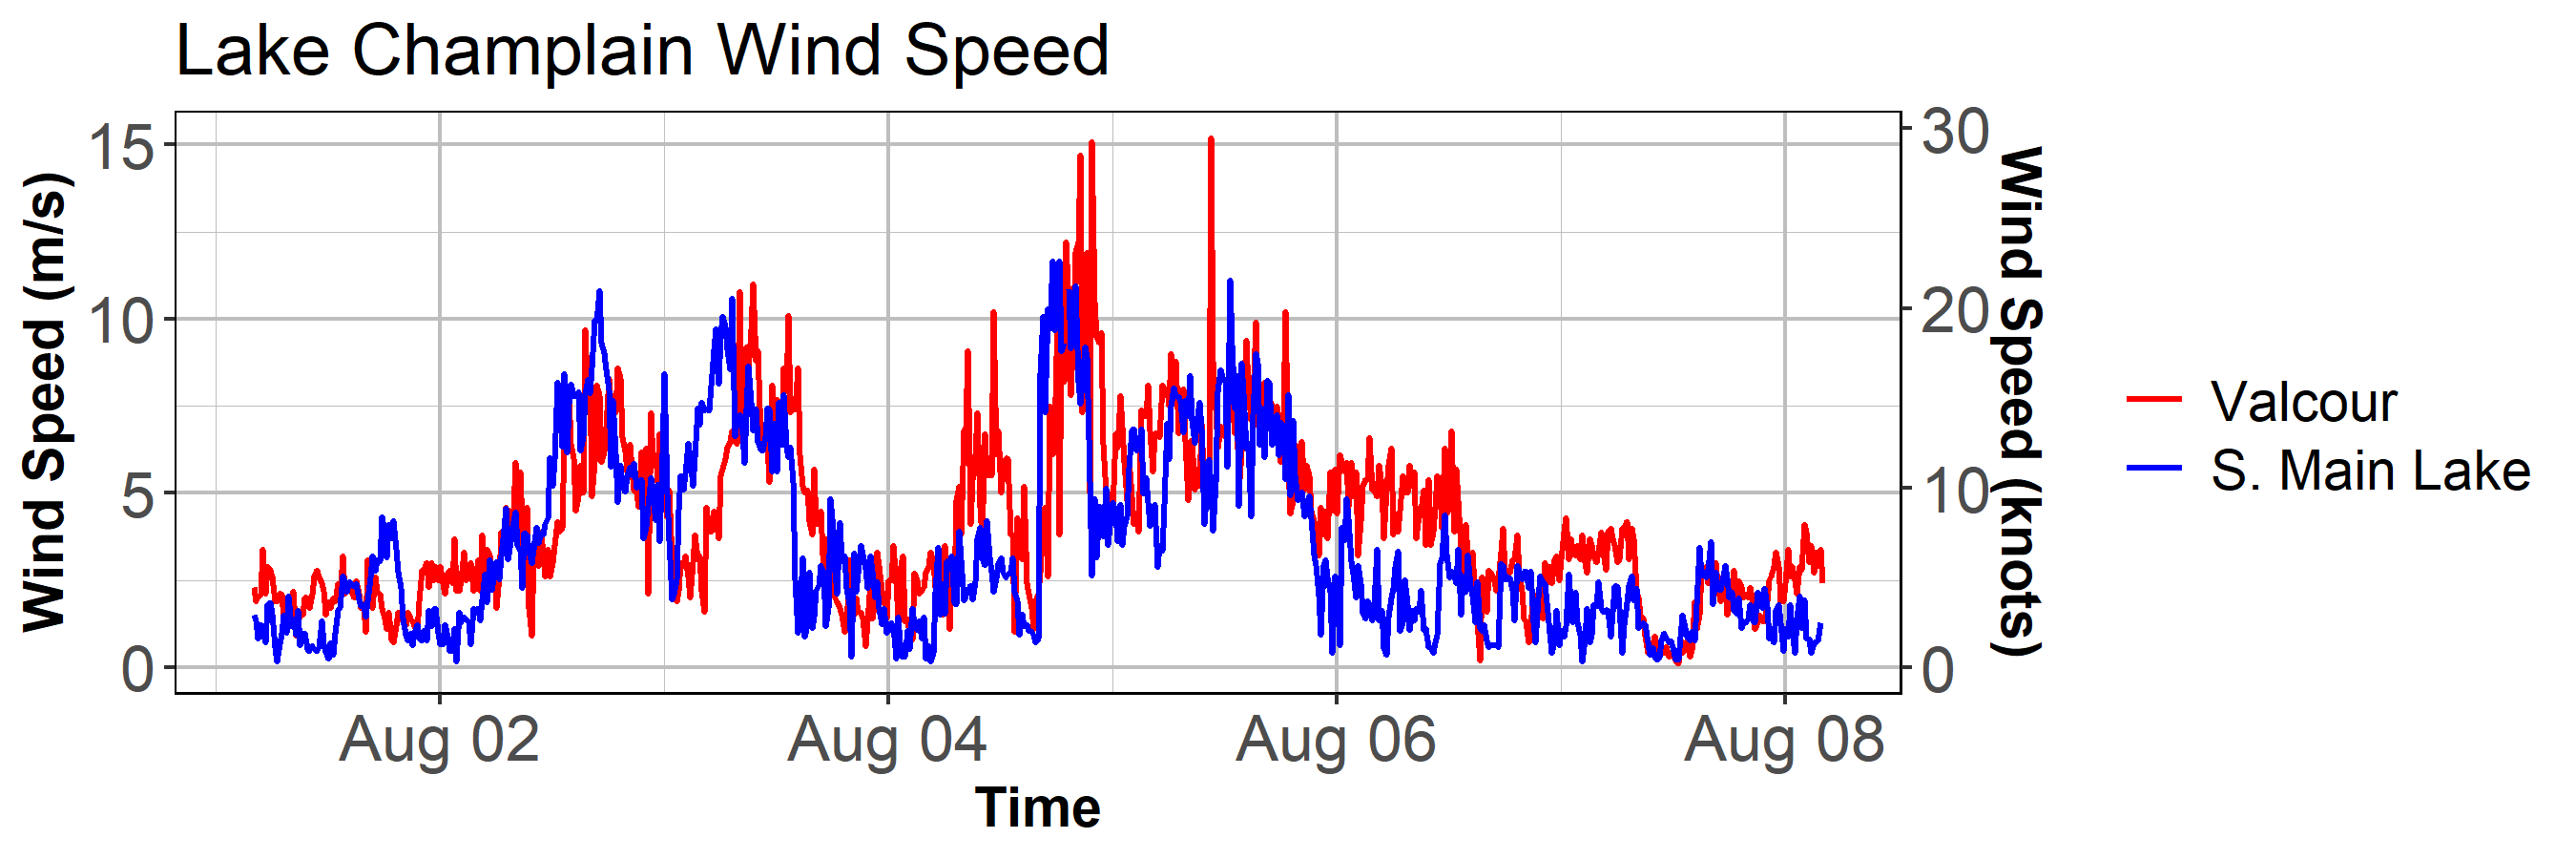 Lake Champlain Wind Speed
Wind Speed (m/s)
15
10
5
0
30
20
10
0
Wind Speed (knots)
Aug 02 Aug 04 Aug 06 Aug 08
Time
Valcour
S. Main Lake